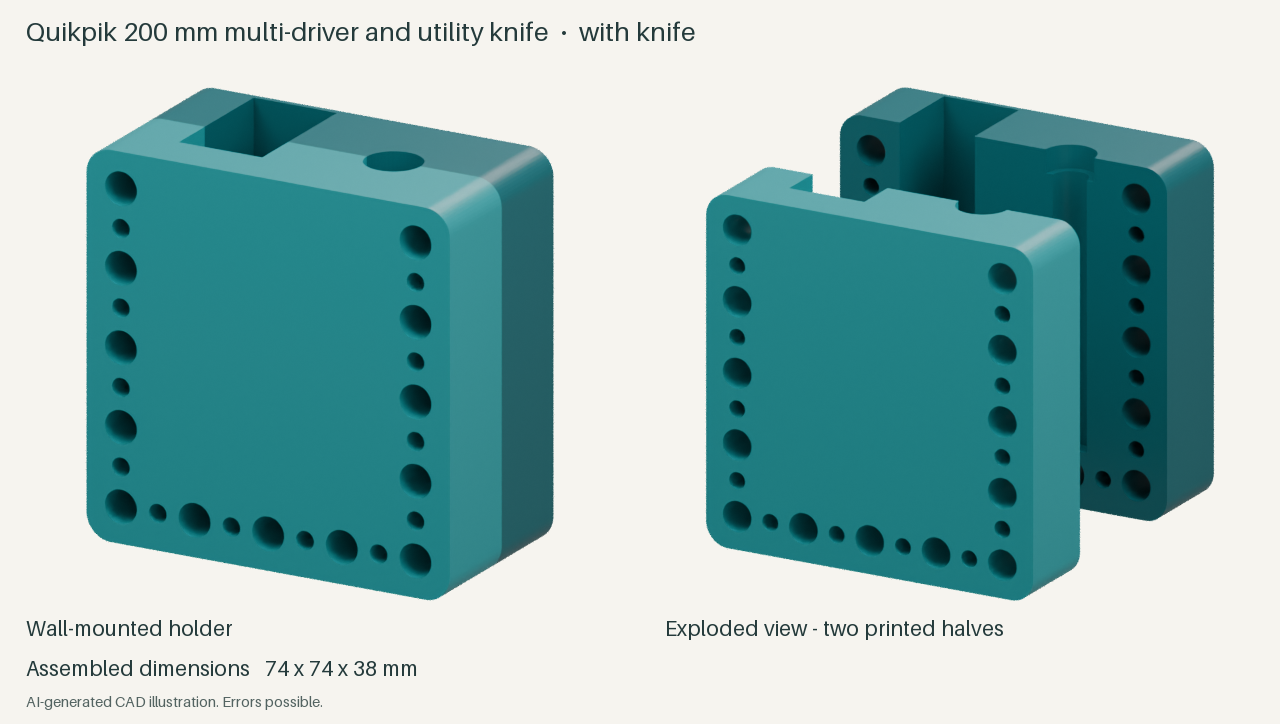 Quikpik 200 mm multi-driver and utility knife · with knife
Wall-mounted holder
Exploded view - two printed halves
Assembled dimensions 74 x 74 x 38 mm
AI-generated CAD illustration. Errors possible.